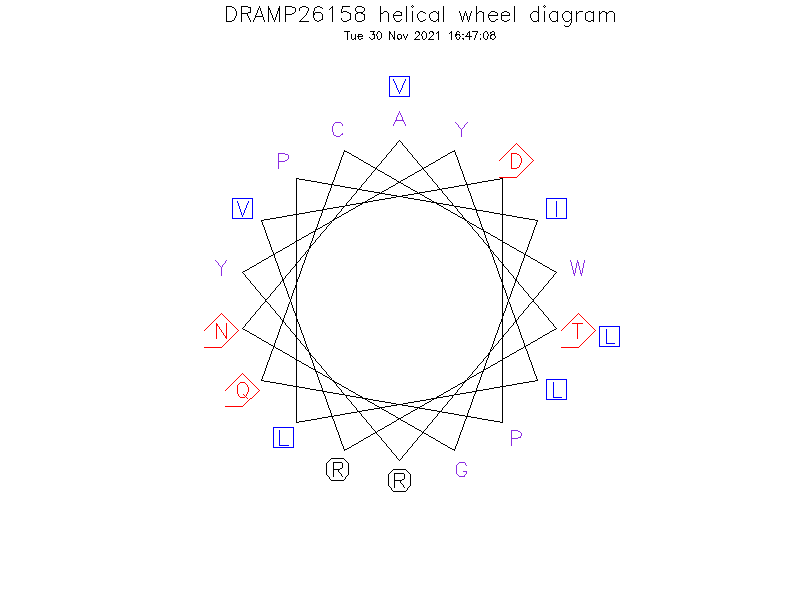 DRAMP26158 helical wheel diagram
Tue 30 Nov 2021 16:47:08
V
A
C Y
P D
V I
Y W
N T L
Q L
L P
R G
R